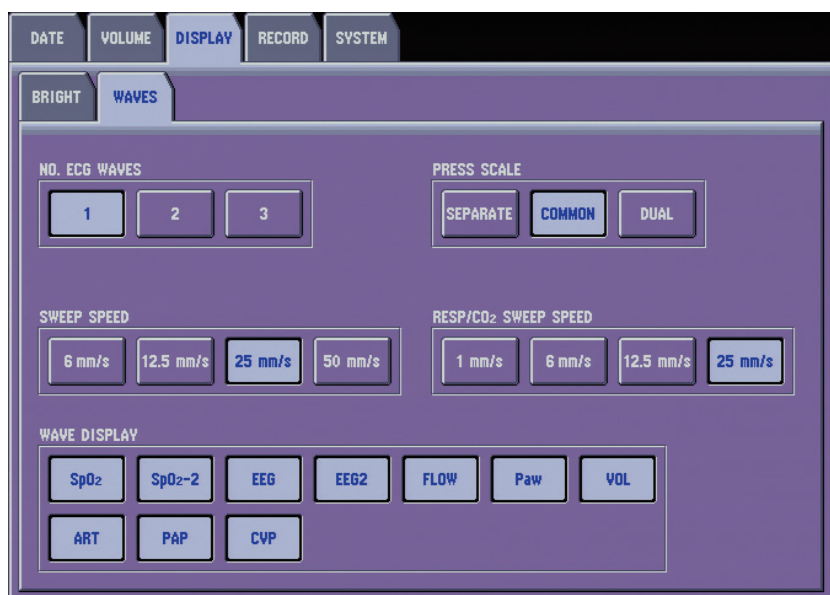 DATE VOLUME DISPLAY RECORD SYSTEM
BRIGHT WAVES
NO. ECG WAVES
1 2 3
PRESS SCALE
SEPARATE COMMON DUAL
SWEEP SPEED
6 mm/s 12.5 mm/s 25 mm/s 50 mm/s
RESP/CO₂ SWEEP SPEED
1 mm/s 6 mm/s 12.5 mm/s 25 mm/s
WAVE DISPLAY
SpO₂ SpO₂-2 EEG EEG2 FLOW Paw VOL
ART PAP CVP